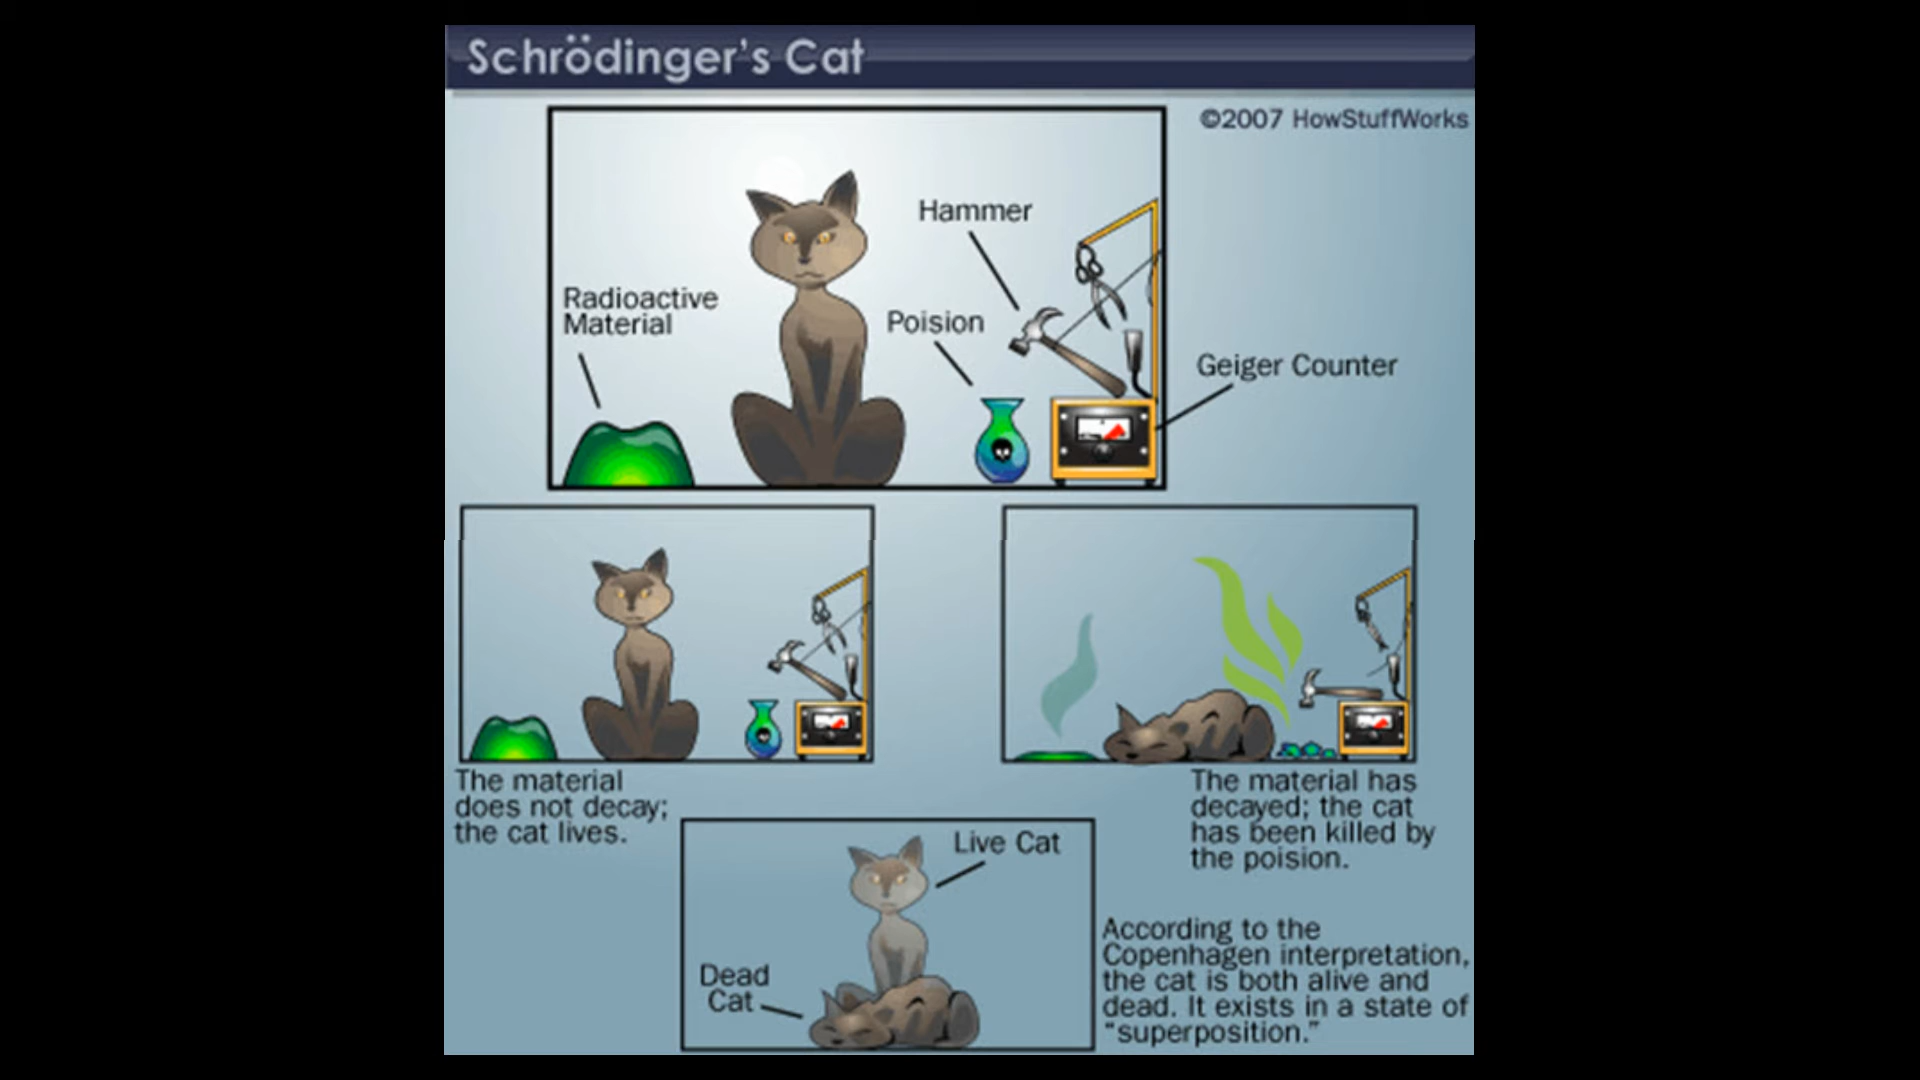 Schrödinger's Cat
©2007 HowStuffWorks
Hammer
Radioactive
Material
Poision
Geiger Counter
The material
does not decay;
the cat lives.
The material has
decayed; the cat
has been killed by
the poision.
Live Cat
Dead
Cat
According to the
Copenhagen interpretation,
the cat is both alive and
dead. It exists in a state of
"superposition."